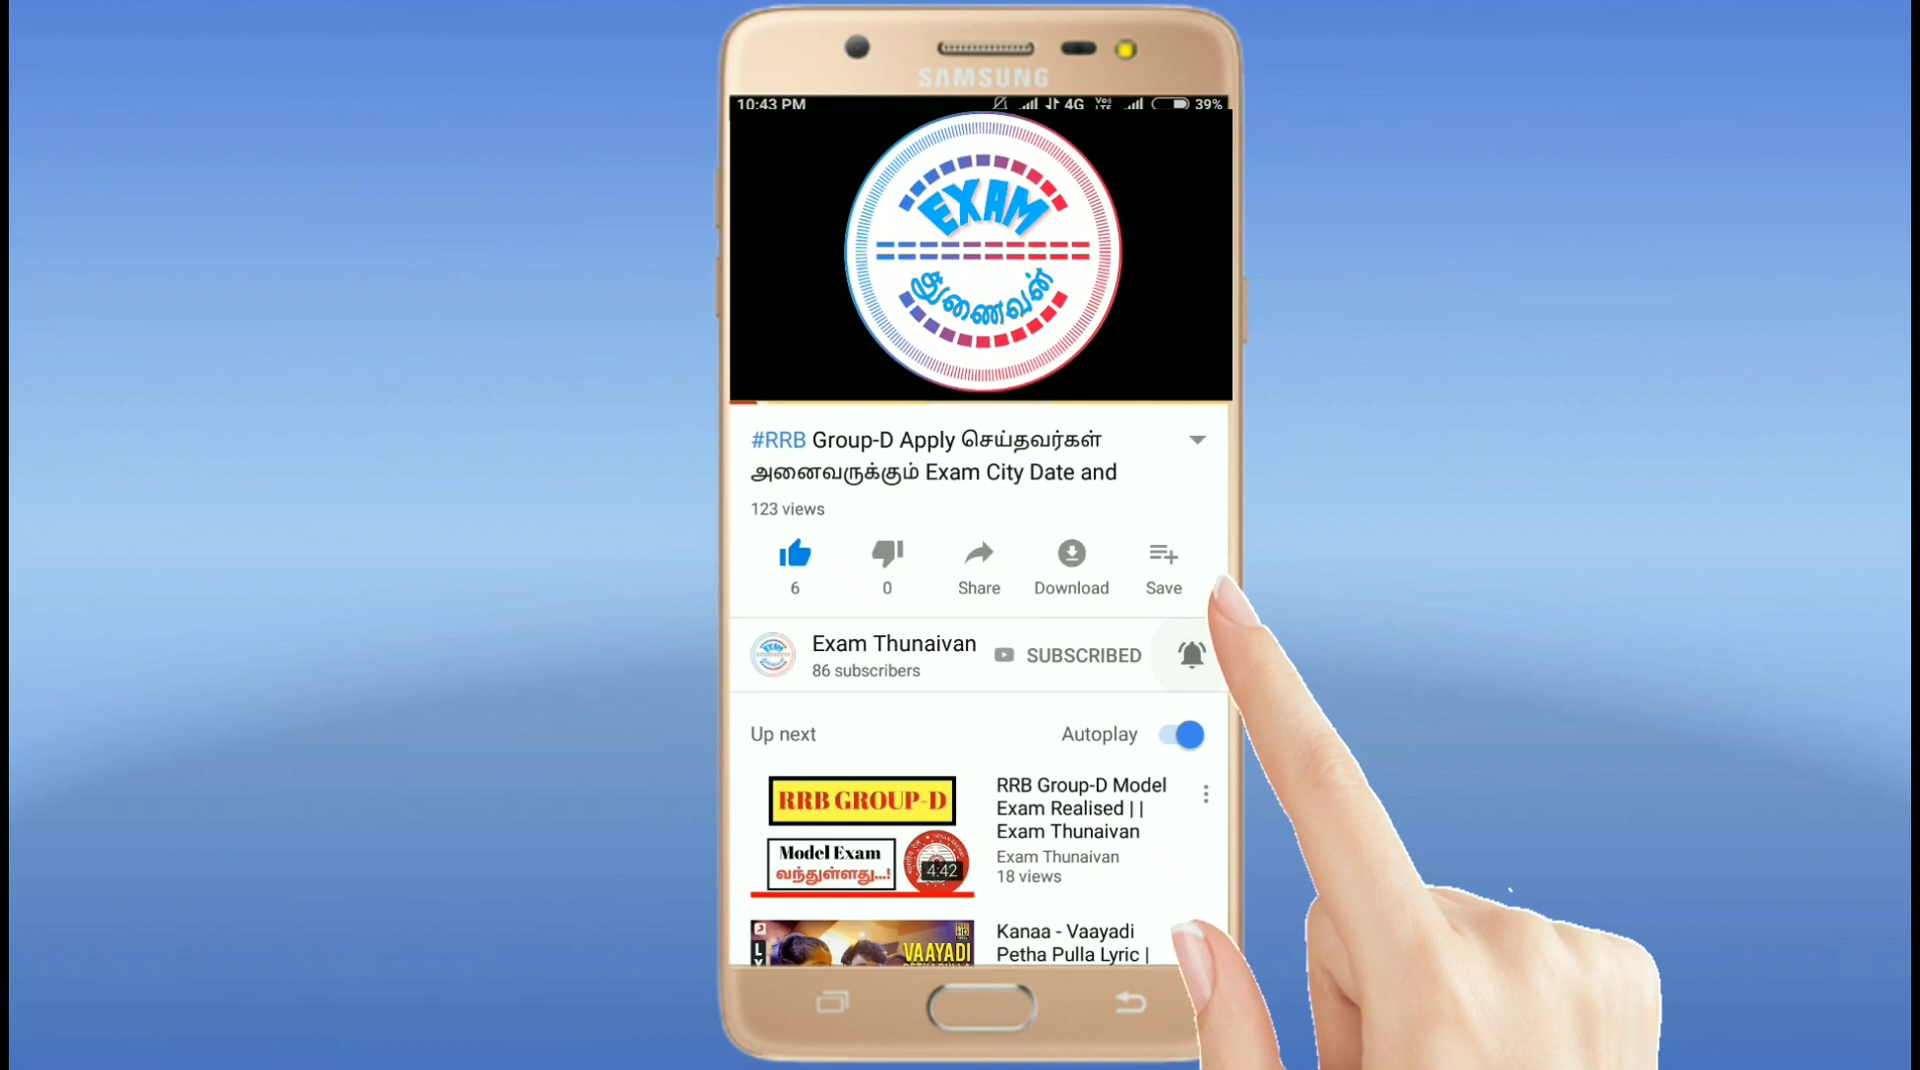 SAMSUNG
10:43 PM 4G VoLTE 39%
EXAM
துணைவன்
#RRB Group-D Apply செய்தவர்கள்
அனைவருக்கும் Exam City Date and
123 views
6 0 Share Download Save
Exam Thunaivan
86 subscribers
SUBSCRIBED
Up next Autoplay
RRB GROUP-D
Model Exam
வந்துள்ளது...!
4:42
RRB Group-D Model
Exam Realised | |
Exam Thunaivan
Exam Thunaivan
18 views
VAAYADI
Kanaa - Vaayadi
Petha Pulla Lyric |